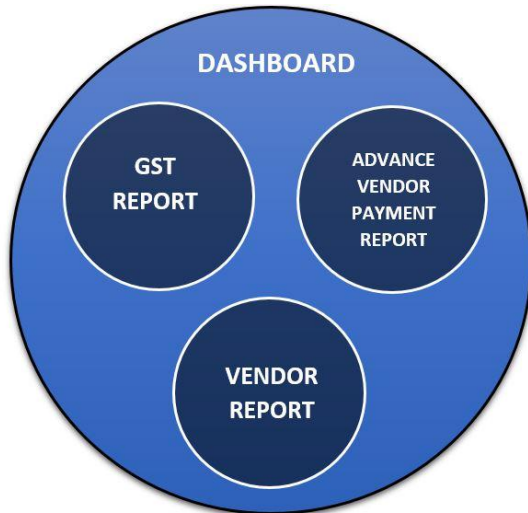 DASHBOARD
GST
REPORT
ADVANCE
VENDOR
PAYMENT
REPORT
VENDOR
REPORT